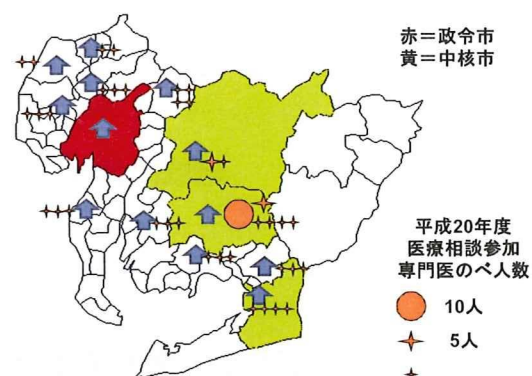 赤＝政令市
黄＝中核市
平成20年度
医療相談参加
専門医のべ人数
10人
5人